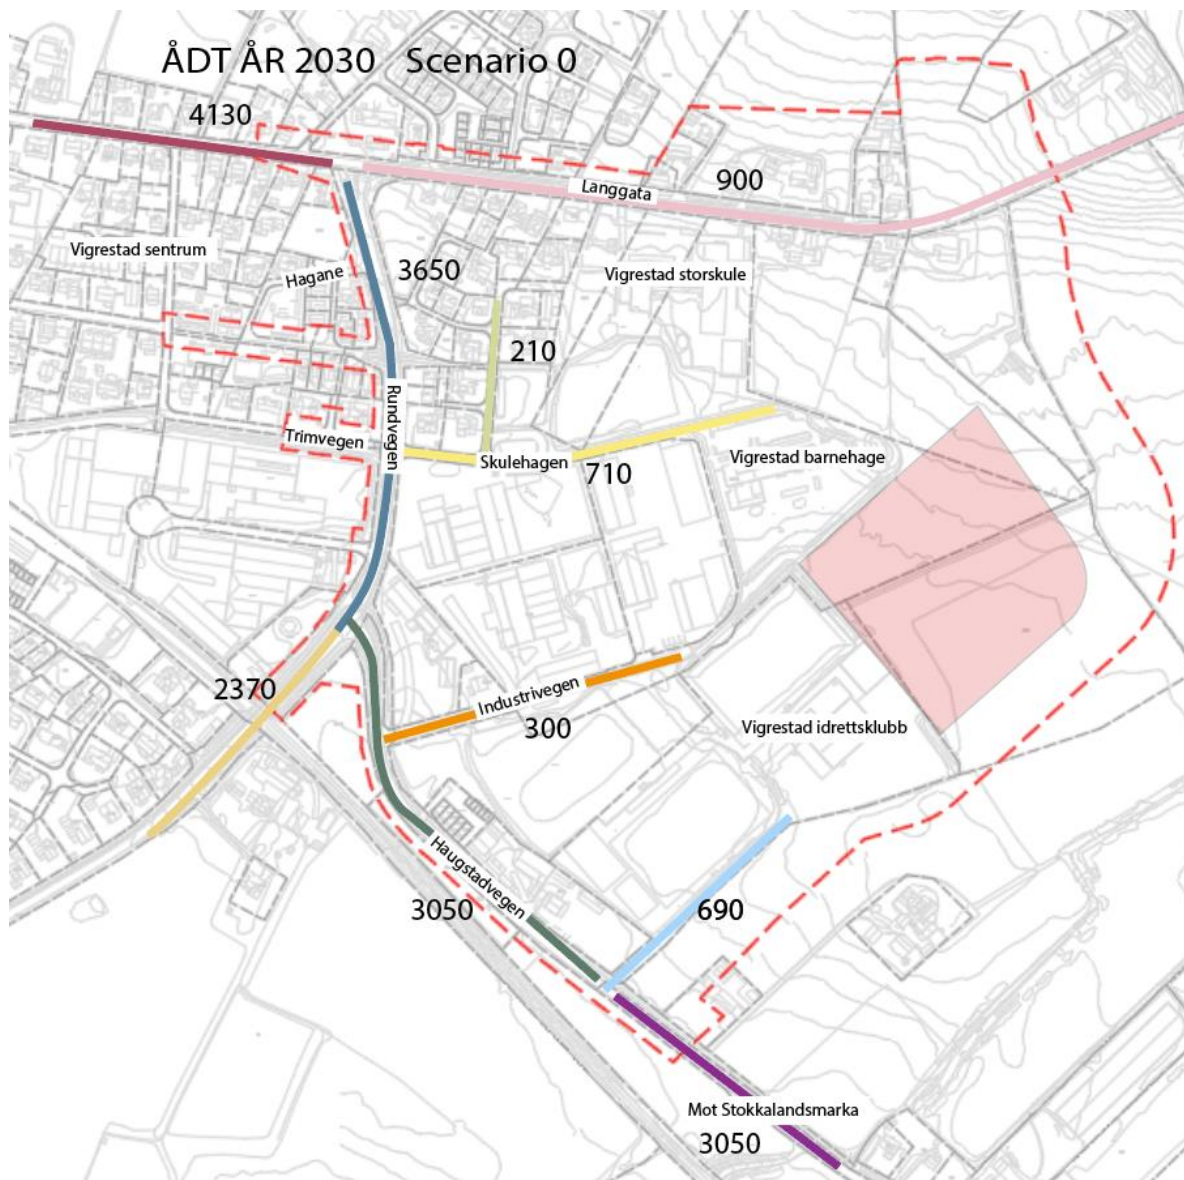 ÅDT ÅR 2030 Scenario 0
4130
900
Langgata
Vigrestad sentrum
Hagane
3650
Vigrestad storskule
210
Rundvegen
Trimvegen
Skulehagen
710
Vigrestad barnehage
2370
Industrivegen
300
Vigrestad idrettsklubb
Haugstadvegen
3050
690
Mot Stokkalandsmarka
3050